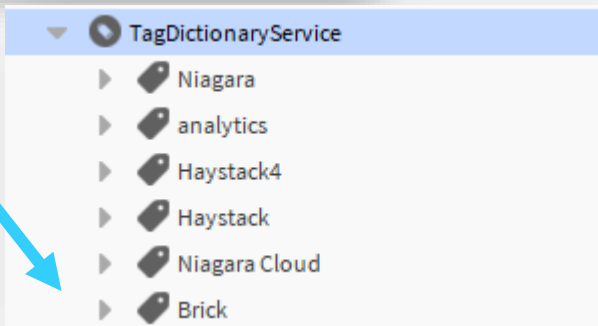 TagDictionaryService
Niagara
analytics
Haystack4
Haystack
Niagara Cloud
Brick